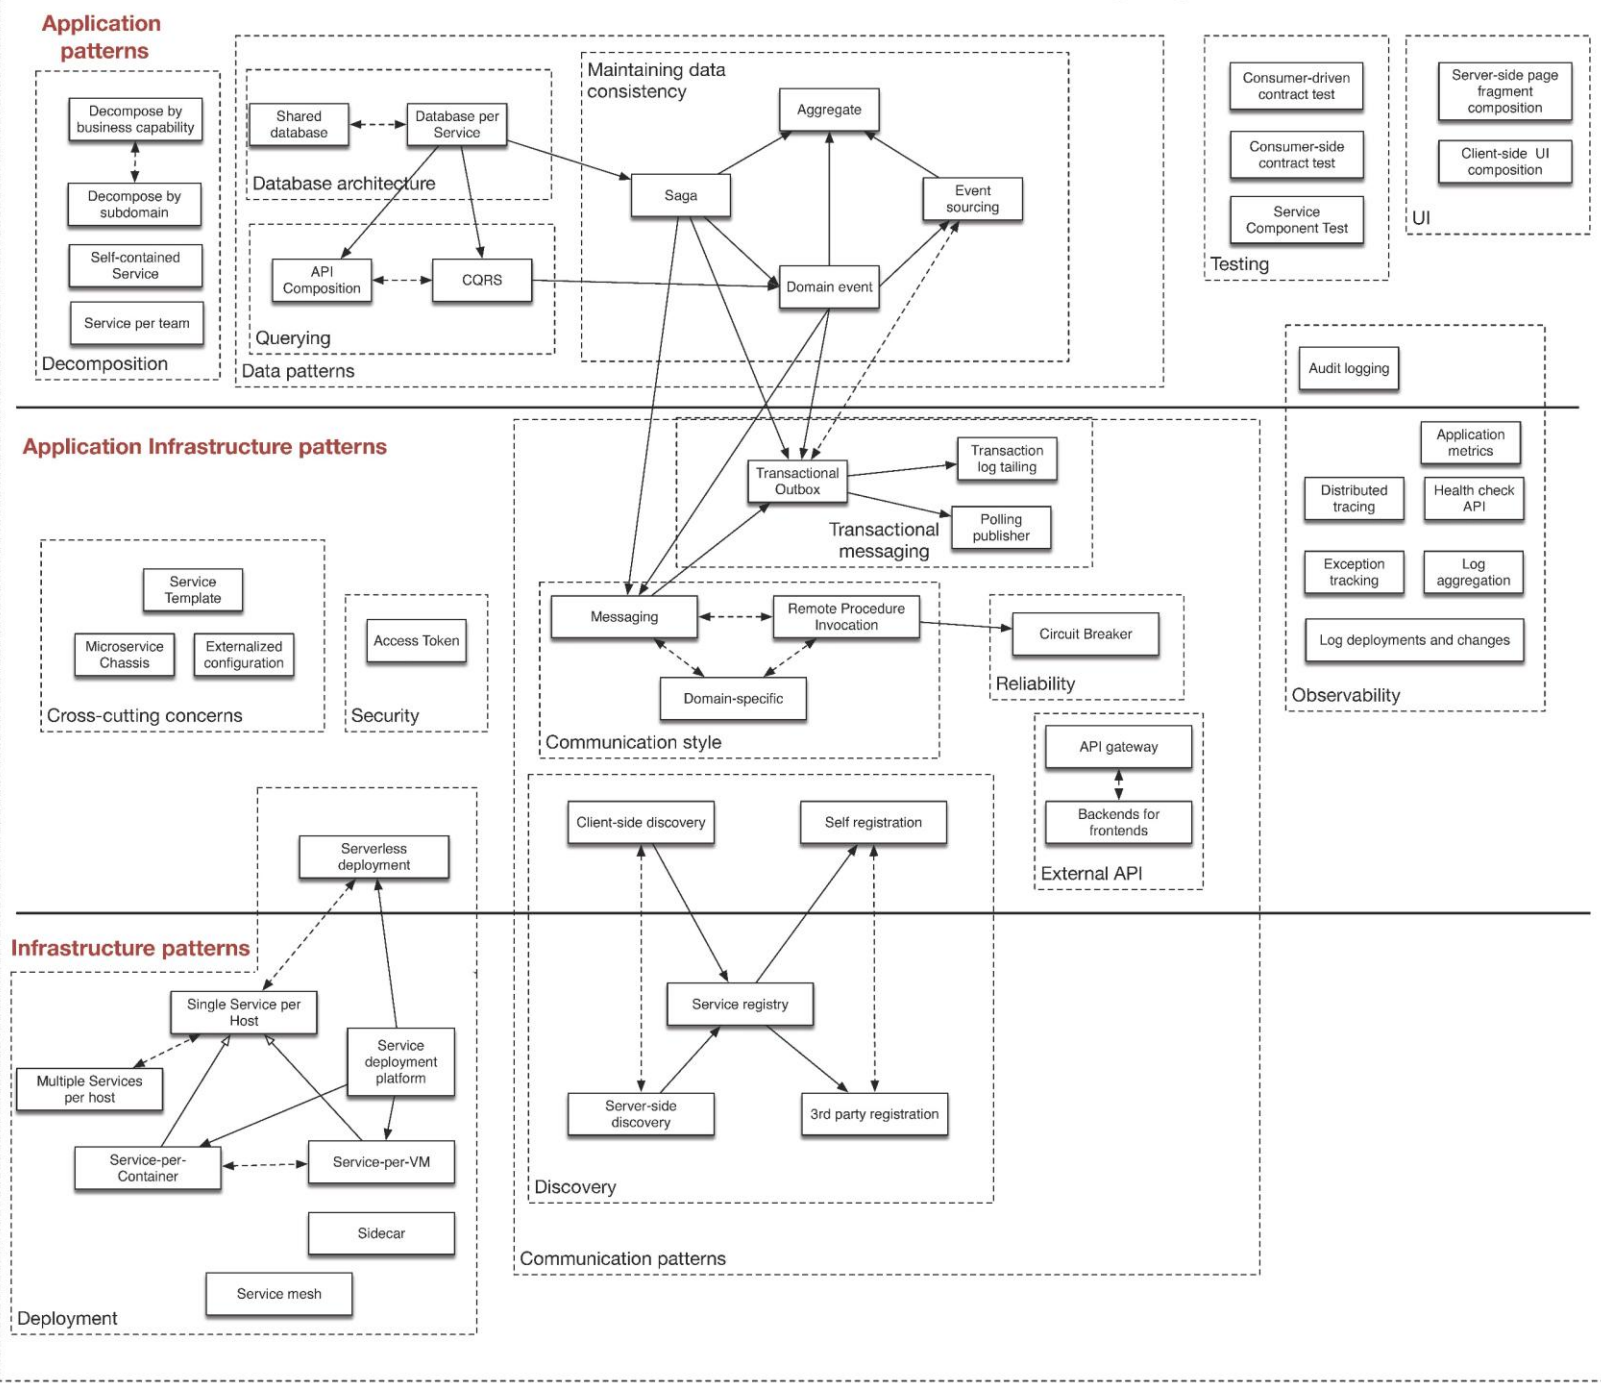 Application
patterns
Decompose by
business capability
Decompose by
subdomain
Self-contained
Service
Service per team
Decomposition
Shared
database
Database per
Service
Database architecture
API
Composition
CQRS
Querying
Data patterns
Maintaining data
consistency
Aggregate
Saga
Event
sourcing
Domain event
Consumer-driven
contract test
Consumer-side
contract test
Service
Component Test
Testing
Server-side page
fragment
composition
Client-side UI
composition
UI
Audit logging
Application
metrics
Distributed
tracing
Health check
API
Exception
tracking
Log
aggregation
Log deployments and changes
Observability
Application Infrastructure patterns
Service
Template
Microservice
Chassis
Externalized
configuration
Cross-cutting concerns
Access Token
Security
Transactional
Outbox
Transaction
log tailing
Polling
publisher
Transactional
messaging
Messaging
Remote Procedure
Invocation
Domain-specific
Communication style
Circuit Breaker
Reliability
API gateway
Backends for
frontends
External API
Client-side discovery
Self registration
Service registry
Server-side
discovery
3rd party registration
Discovery
Communication patterns
Serverless
deployment
Infrastructure patterns
Single Service per
Host
Service
deployment
platform
Multiple Services
per host
Service-per-
Container
Service-per-VM
Sidecar
Service mesh
Deployment